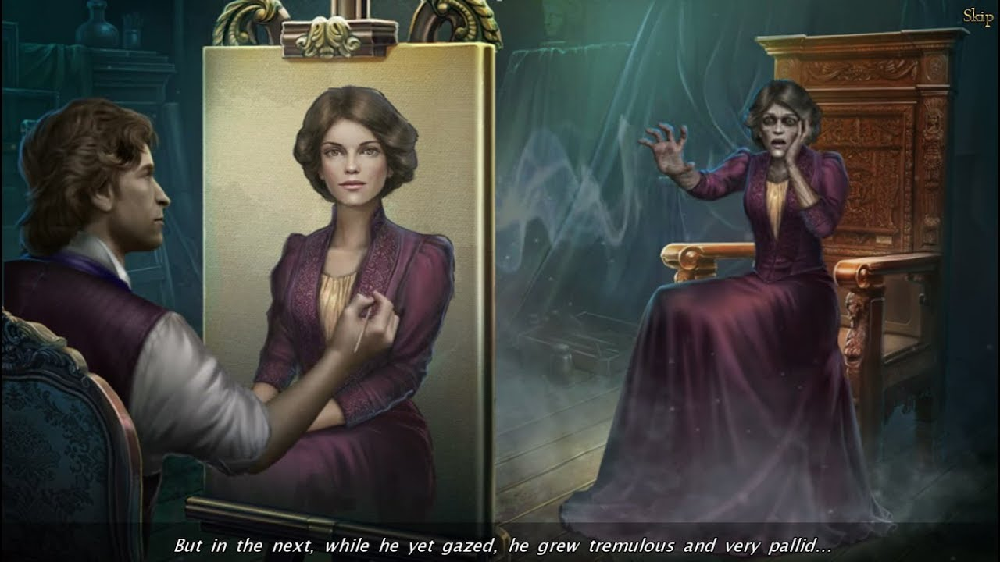 Skip
But in the next, while he yet gazed, he grew tremulous and very pallid...